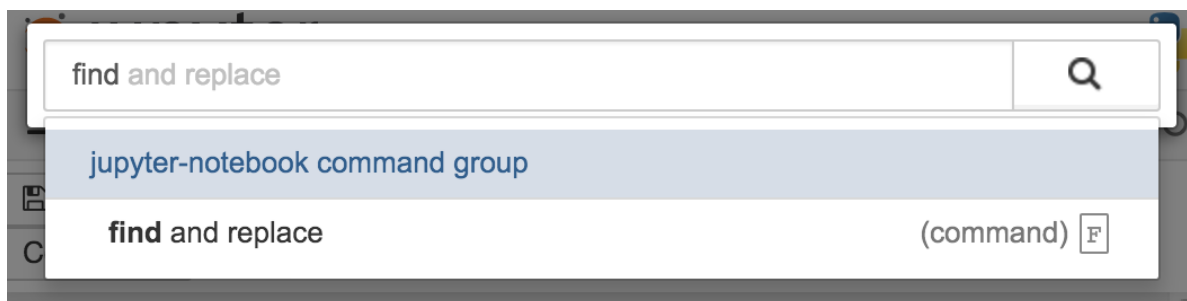 find and replace
jupyter-notebook command group
find and replace (command) F
C